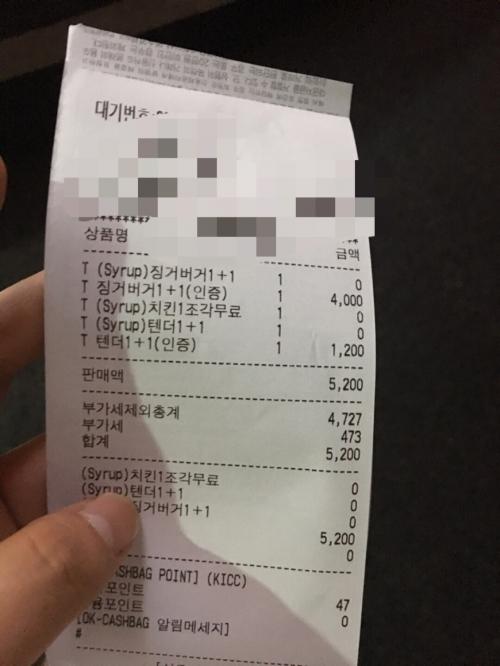 대기번호
상품명
금액
T (Syrup)징거버거1+1 1 0
T 징거버거1+1(인증) 1 4,000
T (Syrup)치킨1조각무료 1 0
T (Syrup)텐더1+1 1 0
T 텐더1+1(인증) 1 1,200
판매액 5,200
부가세제외총계 4,727
부가세 473
합계 5,200
(Syrup)치킨1조각무료 0
(Syrup)텐더1+1 0
징거버거1+1 0
5,200
0
SHBAG POINT] (KICC)
포인트 47
용포인트 0
[OK-CASHBAG 알림메세지]
#